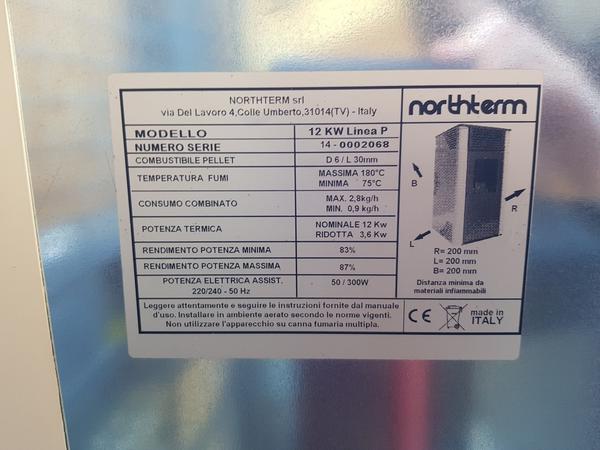 NORTHTERM srl
via Del Lavoro 4,Colle Umberto,31014(TV) - Italy
northterm
MODELLO 12 KW Linea P
NUMERO SERIE 14 - 0002068
COMBUSTIBILE PELLET D 6 / L 30mm
TEMPERATURA FUMI MASSIMA 180°C
MINIMA 75°C
CONSUMO COMBINATO MAX. 2,8kg/h
MIN. 0,9 kg/h
POTENZA TERMICA NOMINALE 12 Kw
RIDOTTA 3,6 Kw
RENDIMENTO POTENZA MINIMA 83%
RENDIMENTO POTENZA MASSIMA 87%
POTENZA ELETTRICA ASSIST. 50 / 300W
220/240 - 50 Hz
B
R
L
R= 200 mm
L= 200 mm
B= 200 mm
Distanza minima da
materiali infiammabili
Leggere attentamente e seguire le instruzioni fornite dal manuale
d'uso. Installare in ambiente aerato secondo le norme vigenti.
Non utilizzare l'apparecchio su canna fumaria multipla.
CE
made in
ITALY